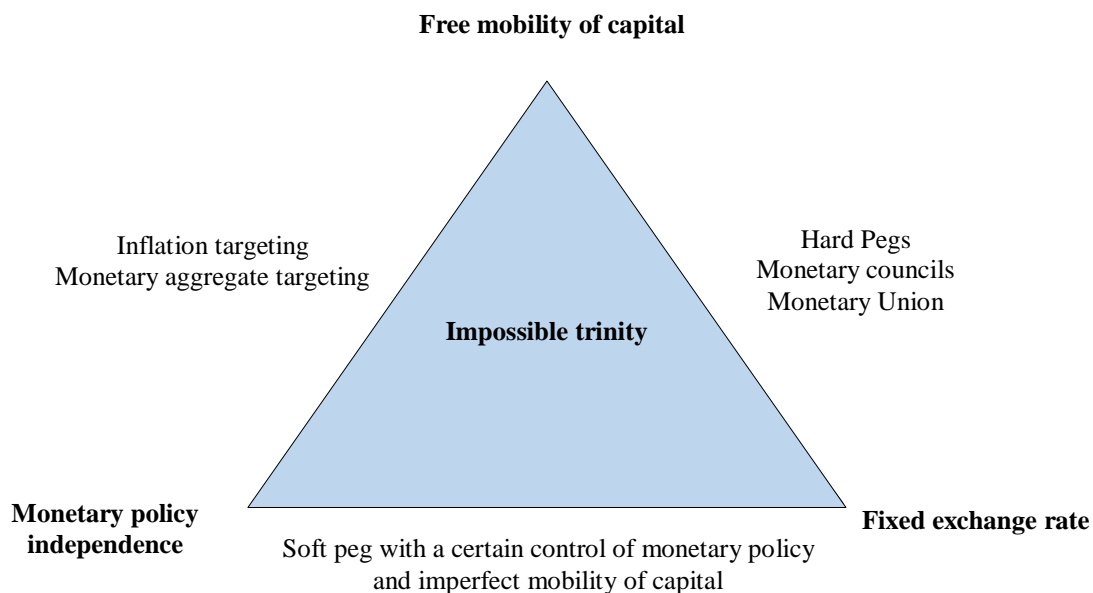 Free mobility of capital
Inflation targeting
Monetary aggregate targeting
Hard Pegs
Monetary councils
Monetary Union
Impossible trinity
Monetary policy
independence
Fixed exchange rate
Soft peg with a certain control of monetary policy
and imperfect mobility of capital